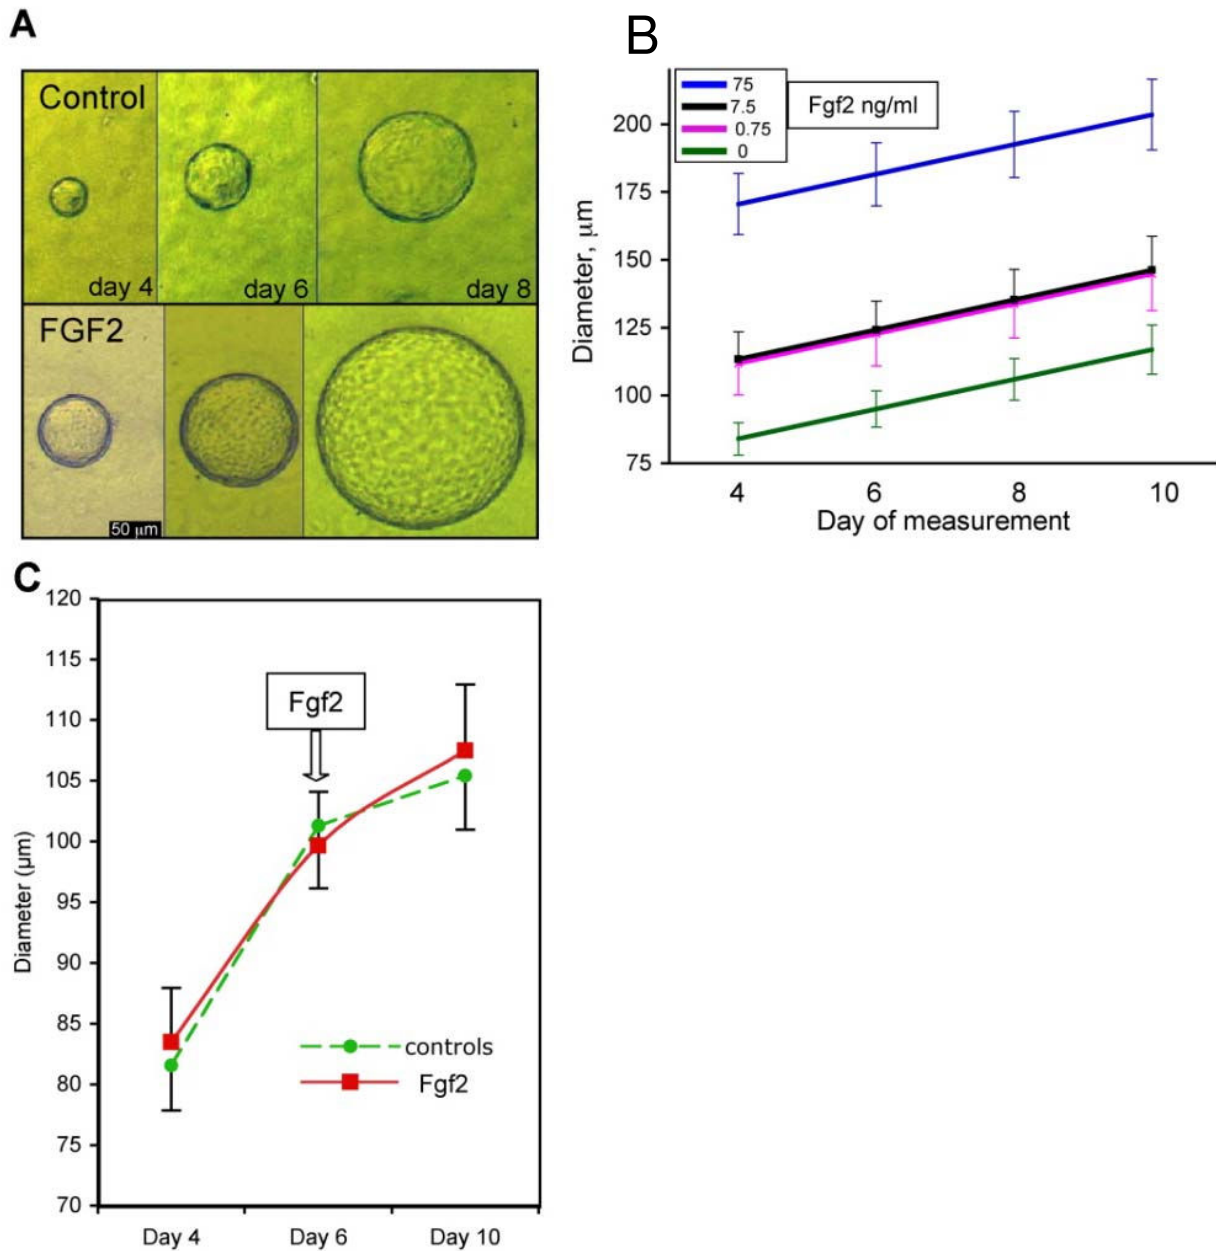 A
Control
day 4
day 6
day 8
FGF2
50 μm
B
75
7.5
0.75
0
Fgf2 ng/ml
Diameter, μm
200
175
150
125
100
75
4 6 8 10
Day of measurement
C
120
115
110
105
100
95
90
85
80
75
70
Diameter (μm)
Fgf2
controls
Fgf2
Day 4 Day 6 Day 10